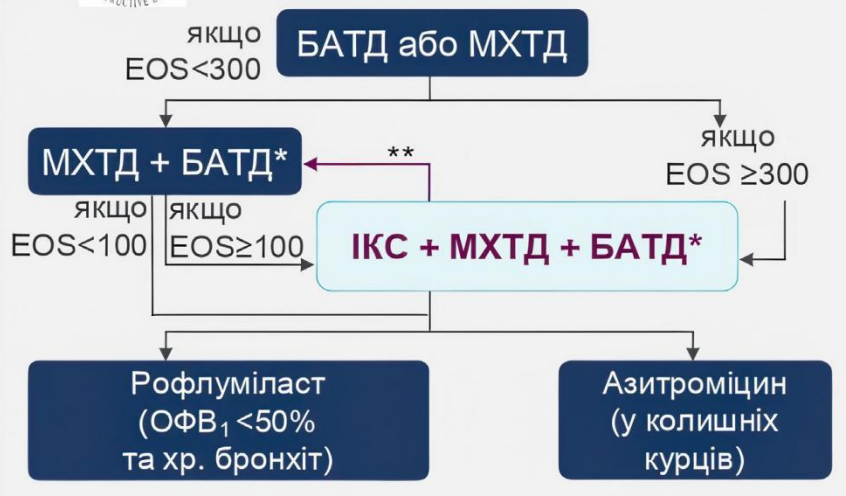 якщо
EOS<300
БАТД або МХТД
МХТД + БАТД*
**
якщо
EOS ≥300
якщо
EOS<100
якщо
EOS≥100
ІКС + МХТД + БАТД*
Рофлуміласт
(ОФВ₁ <50%
та хр. бронхіт)
Азитроміцин
(у колишніх
курців)